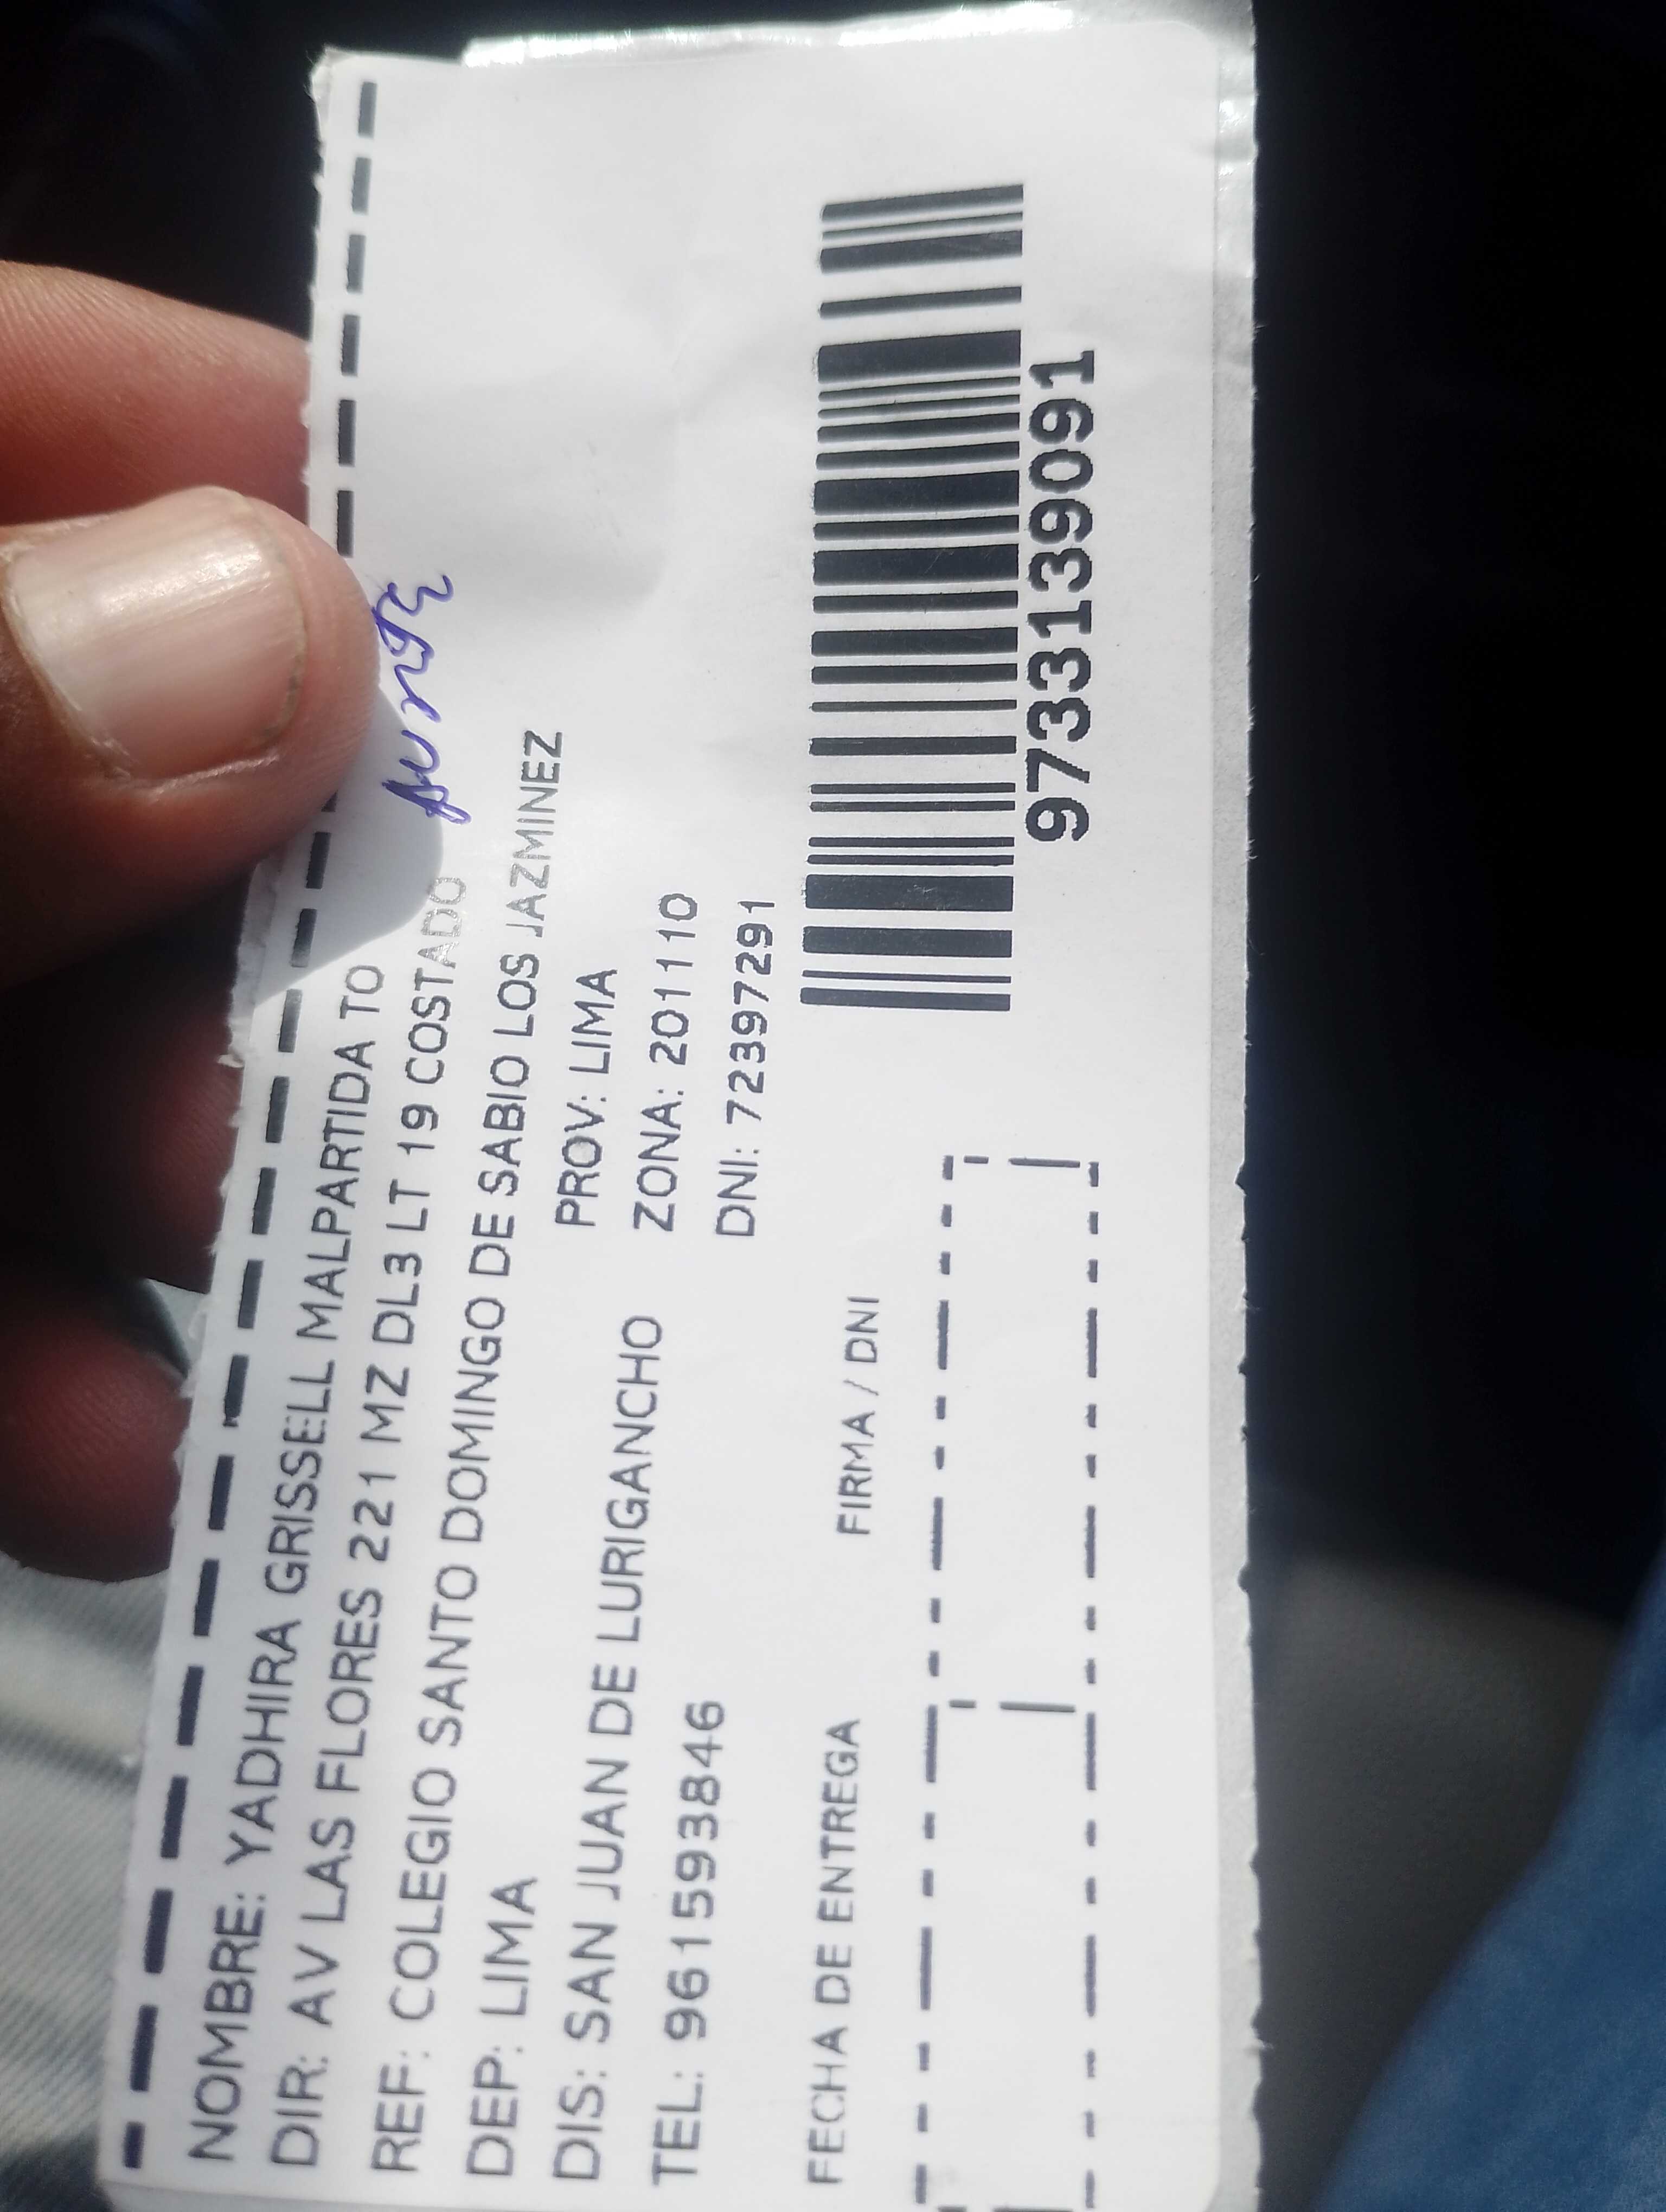 NOMBRE: YADHIRA GRISSELL MALPARTIDA TO
DIR: AV LAS FLORES 221 MZ DL3 LT 19 COSTADO
REF: COLEGIO SANTO DOMINGO DE SABIO LOS JAZMINEZ
DEP: LIMA PROV: LIMA
DIS: SAN JUAN DE LURIGANCHO ZONA: 201110
TEL: 961593846 DNI: 72397291
FECHA DE ENTREGA FIRMA / DNI
973313909​1